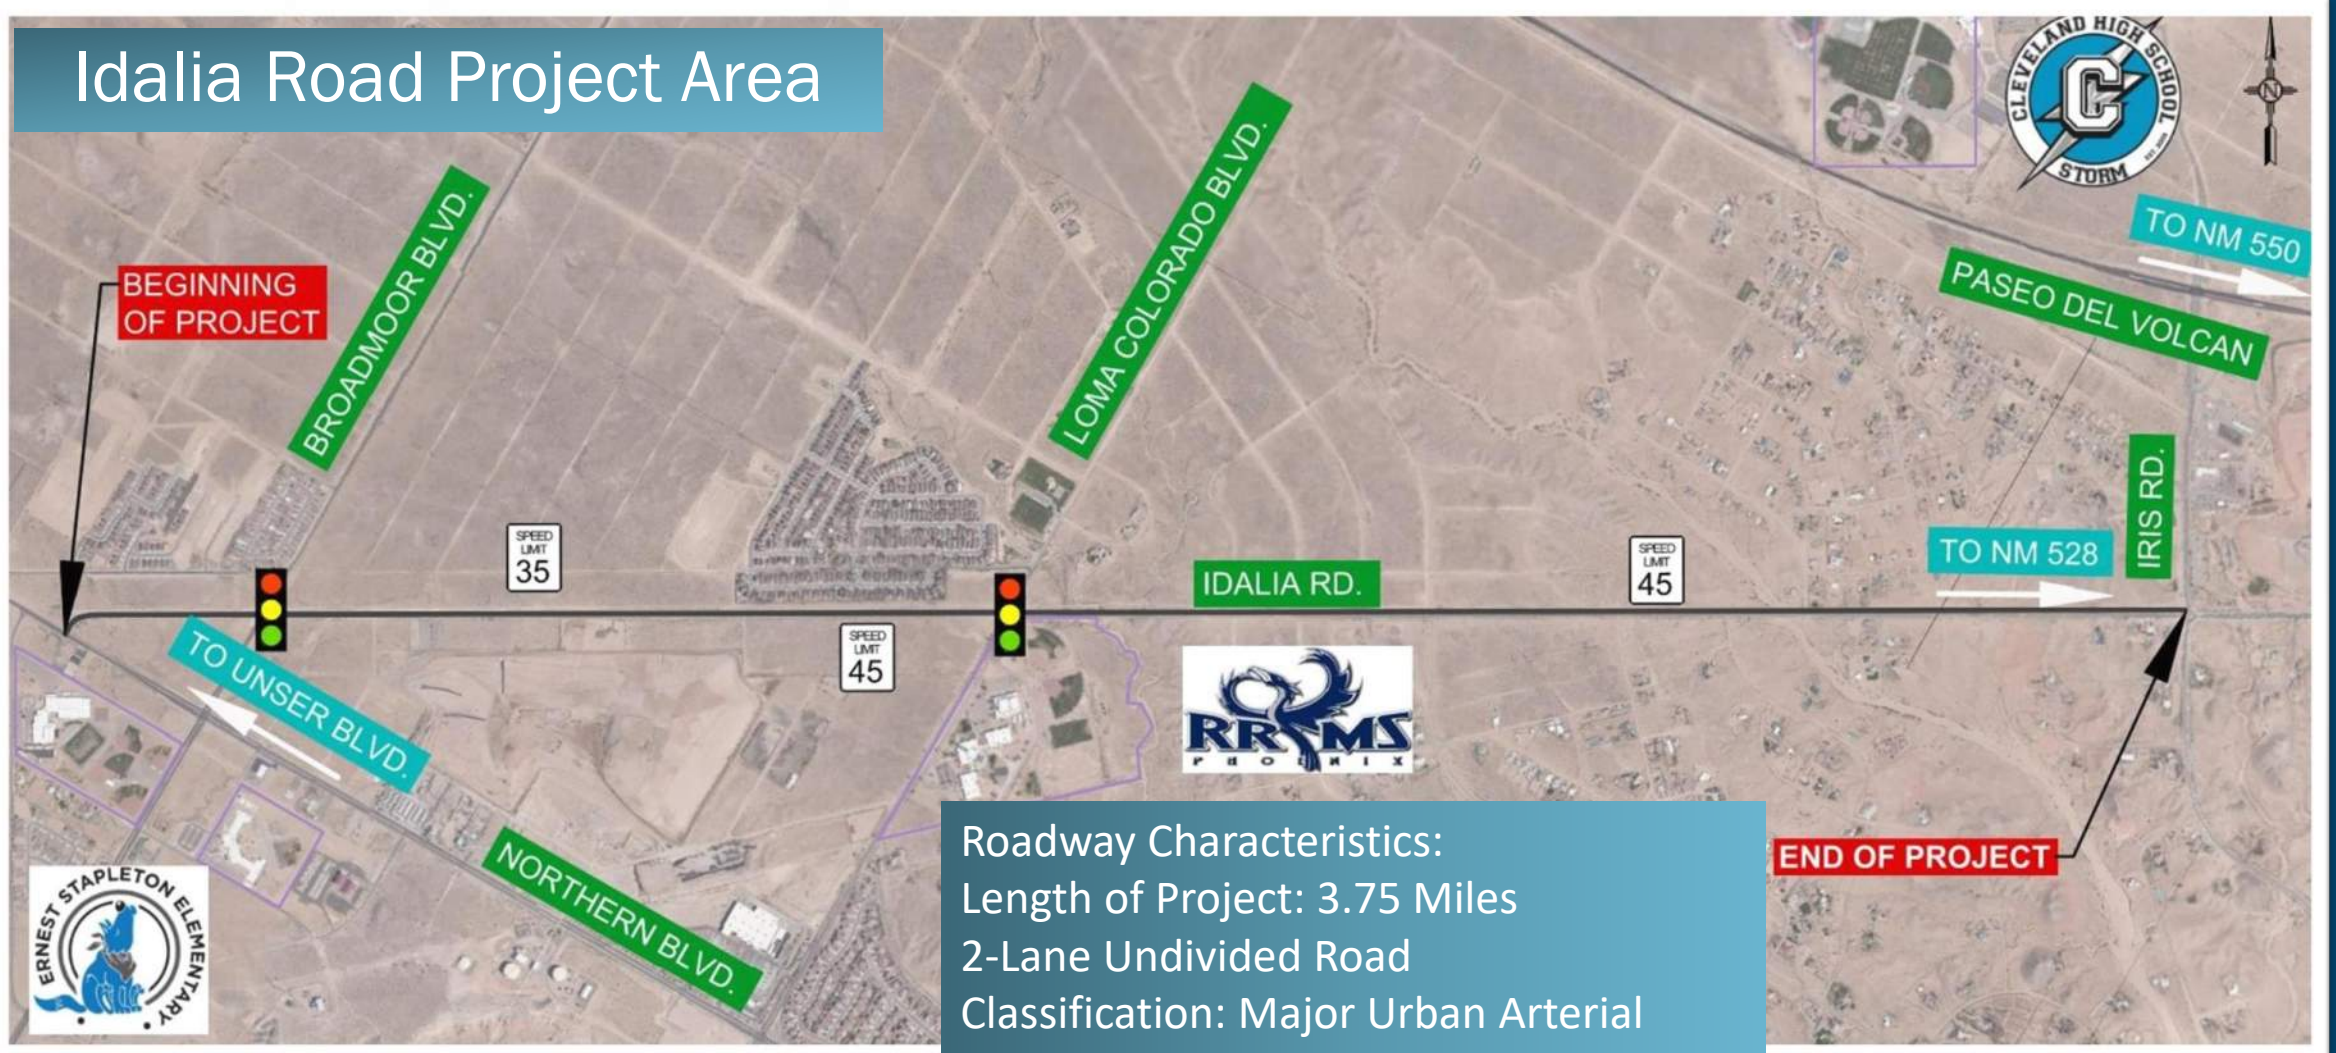 Idalia Road Project Area
CLEVELAND HIGH SCHOOL
C
STORM
N
TO NM 550
BROADMOOR BLVD.
LOMA COLORADO BLVD.
PASEO DEL VOLCAN
BEGINNING
OF PROJECT
IRIS RD.
SPEED
LIMIT
35
TO NM 528
SPEED
LIMIT
45
IDALIA RD.
SPEED
LIMIT
45
TO UNSER BLVD.
RRMS
PHOENIX
NORTHERN BLVD.
END OF PROJECT
ERNEST STAPLETON ELEMENTARY
Roadway Characteristics:
Length of Project: 3.75 Miles
2-Lane Undivided Road
Classification: Major Urban Arterial